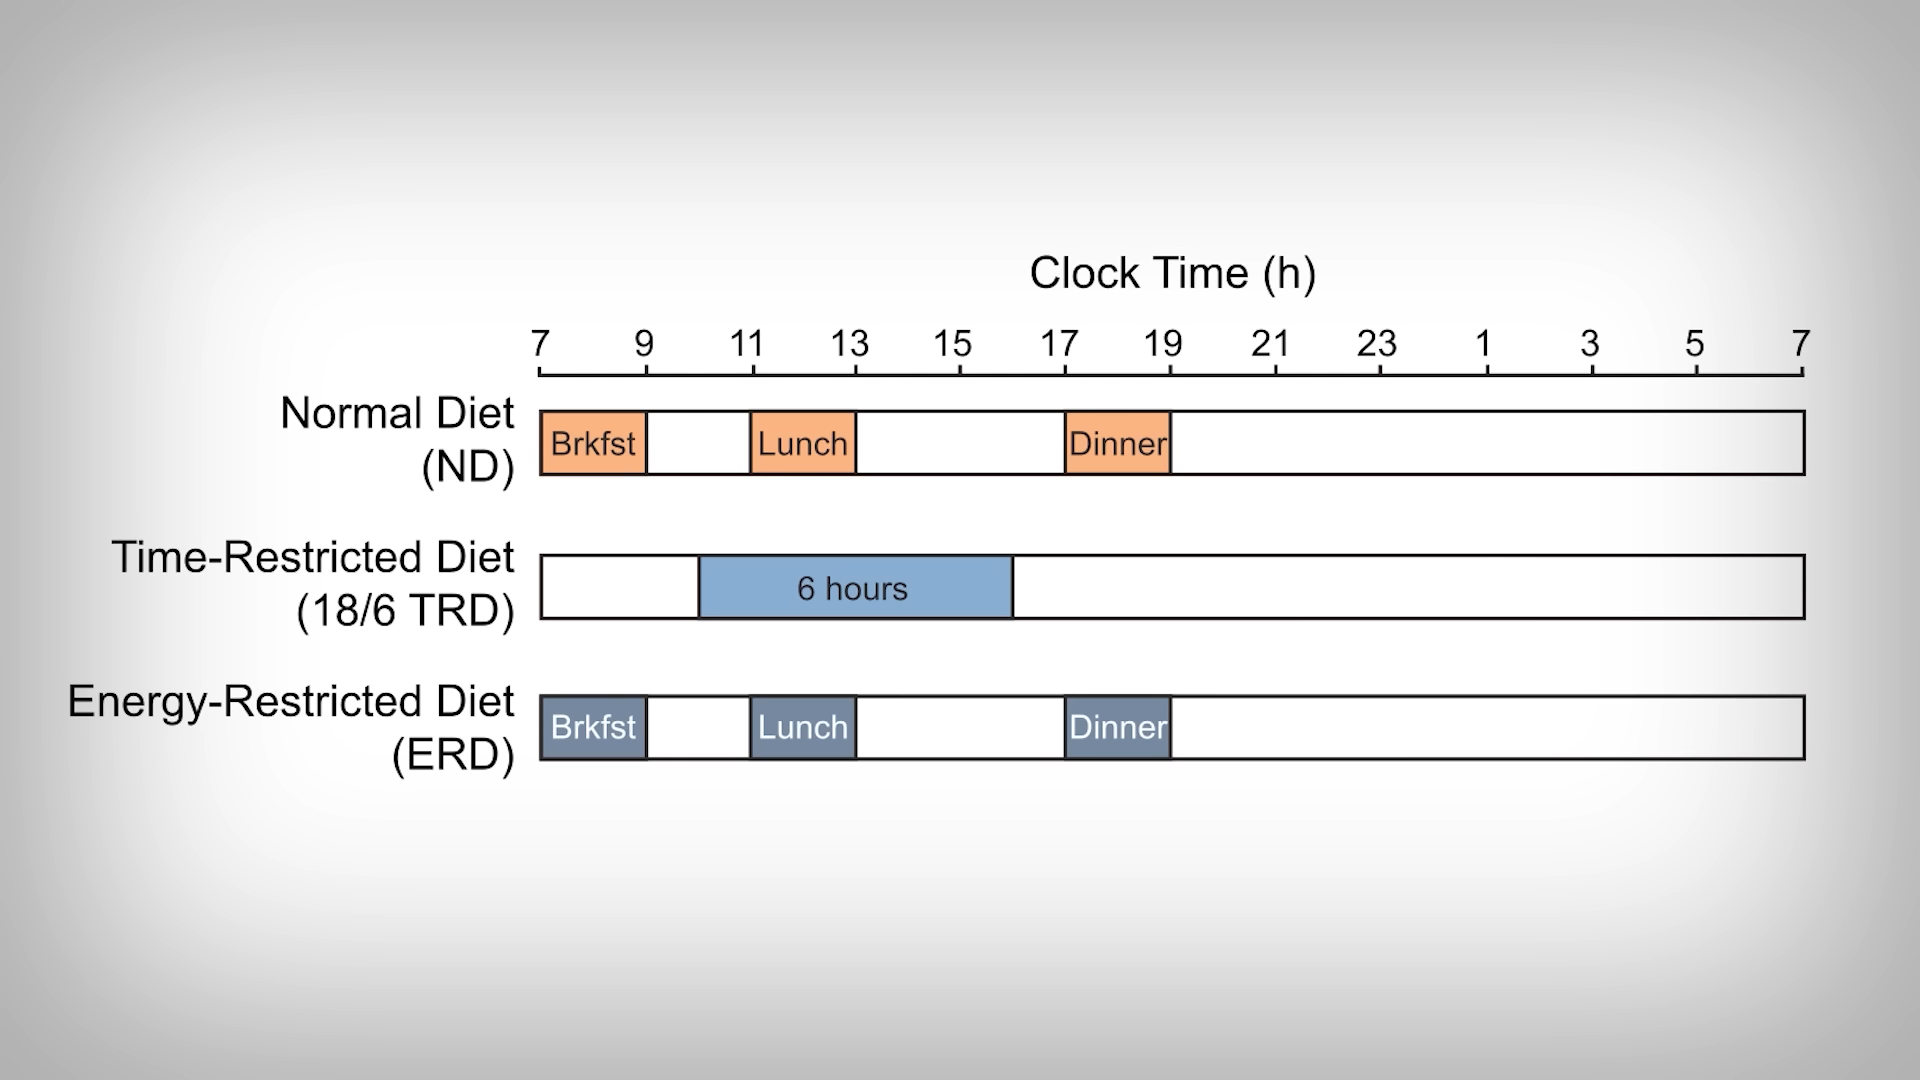 Clock Time (h)
7 9 11 13 15 17 19 21 23 1 3 5 7
Normal Diet
(ND)
Brkfst Lunch Dinner
Time-Restricted Diet
(18/6 TRD)
6 hours
Energy-Restricted Diet
(ERD)
Brkfst Lunch Dinner